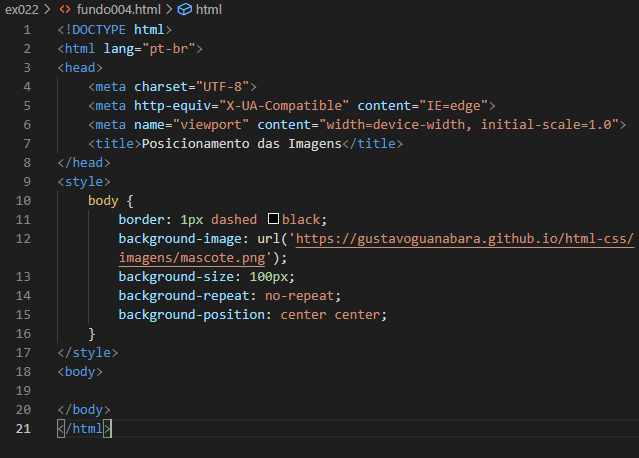 ex022 > fundo004.html > html
1 <!DOCTYPE html>
2 <html lang="pt-br">
3 <head>
4 <meta charset="UTF-8">
5 <meta http-equiv="X-UA-Compatible" content="IE=edge">
6 <meta name="viewport" content="width=device-width, initial-scale=1.0">
7 <title>Posicionamento das Imagens</title>
8 </head>
9 <style>
10 body {
11 border: 1px dashed black;
12 background-image: url('https://gustavoguanabara.github.io/html-css/
imagens/mascote.png');
13 background-size: 100px;
14 background-repeat: no-repeat;
15 background-position: center center;
16 }
17 </style>
18 <body>
19
20 </body>
21 </html>